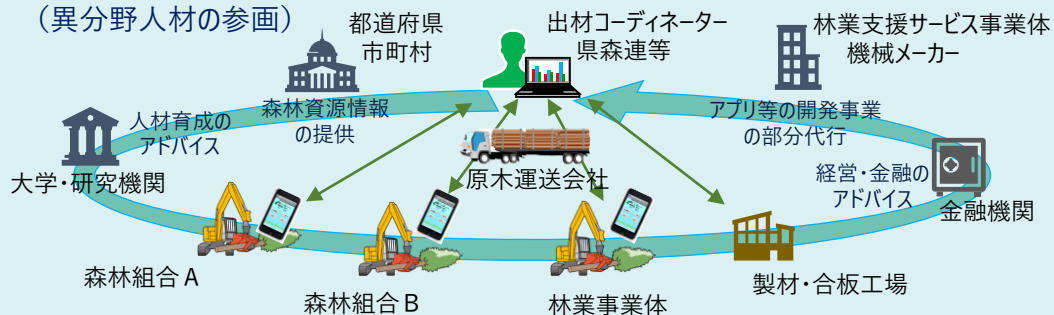 （異分野人材の参画）
都道府県
市町村
出材コーディネーター
県森連等
林業支援サービス事業体
機械メーカー
人材育成の
アドバイス
森林資源情報
の提供
アプリ等の開発事業
の部分代行
大学・研究機関
原木運送会社
経営・金融の
アドバイス
金融機関
森林組合A
森林組合B
林業事業体
製材・合板工場